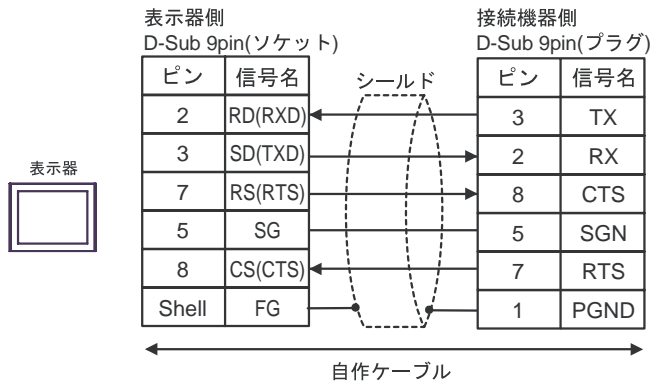 表示器側
D-Sub 9pin(ソケット)
接続機器側
D-Sub 9pin(プラグ)
ピン 信号名
シールド
ピン 信号名
2 RD(RXD) 3 TX
3 SD(TXD) 2 RX
表示器
7 RS(RTS) 8 CTS
5 SG 5 SGN
8 CS(CTS) 7 RTS
Shell FG 1 PGND
自作ケーブル